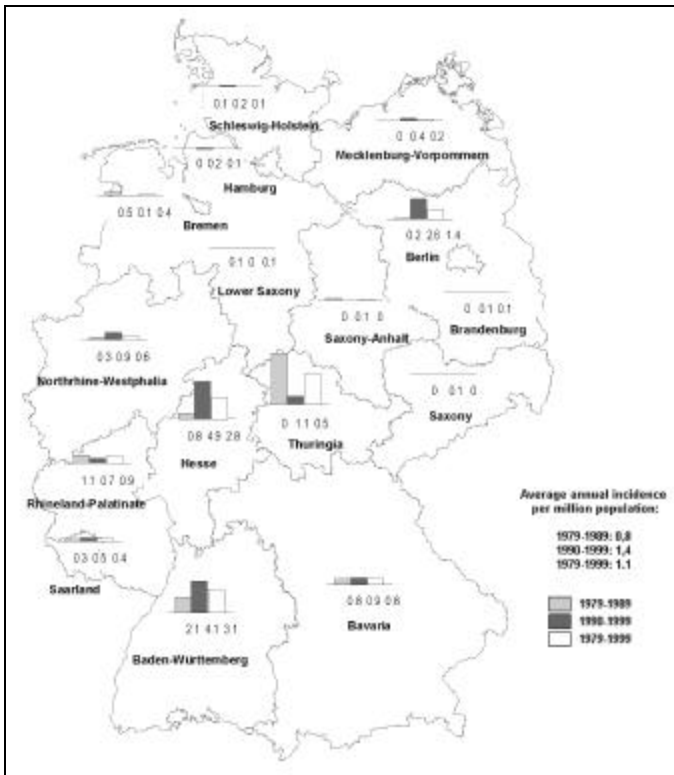 0.1 0.2 0.1
Schleswig-Holstein
0 0.4 0.2
Mecklenburg-Vorpommern
0 0.2 0.1
Hamburg
0.5 0.1 0.4
Bremen
0.2 2.6 1.4
Berlin
0.1 0 0.1
Lower Saxony
0 0.1 0.1
Brandenburg
0 0.1 0
Saxony-Anhalt
0.3 0.9 0.6
Northrhine-Westphalia
0 0.1 0
Saxony
0 1.1 0.5
Thuringia
0.8 4.9 2.8
Hesse
1.1 0.7 0.9
Rhineland-Palatinate
Average annual incidence
per million population:
1979-1989: 0,8
1990-1999: 1,4
1979-1999: 1.1
0.3 0.5 0.4
Saarland
0.8 0.9 0.8
Bavaria
2.1 4.1 3.1
Baden-Württemberg
1979-1989
1990-1999
1979-1999